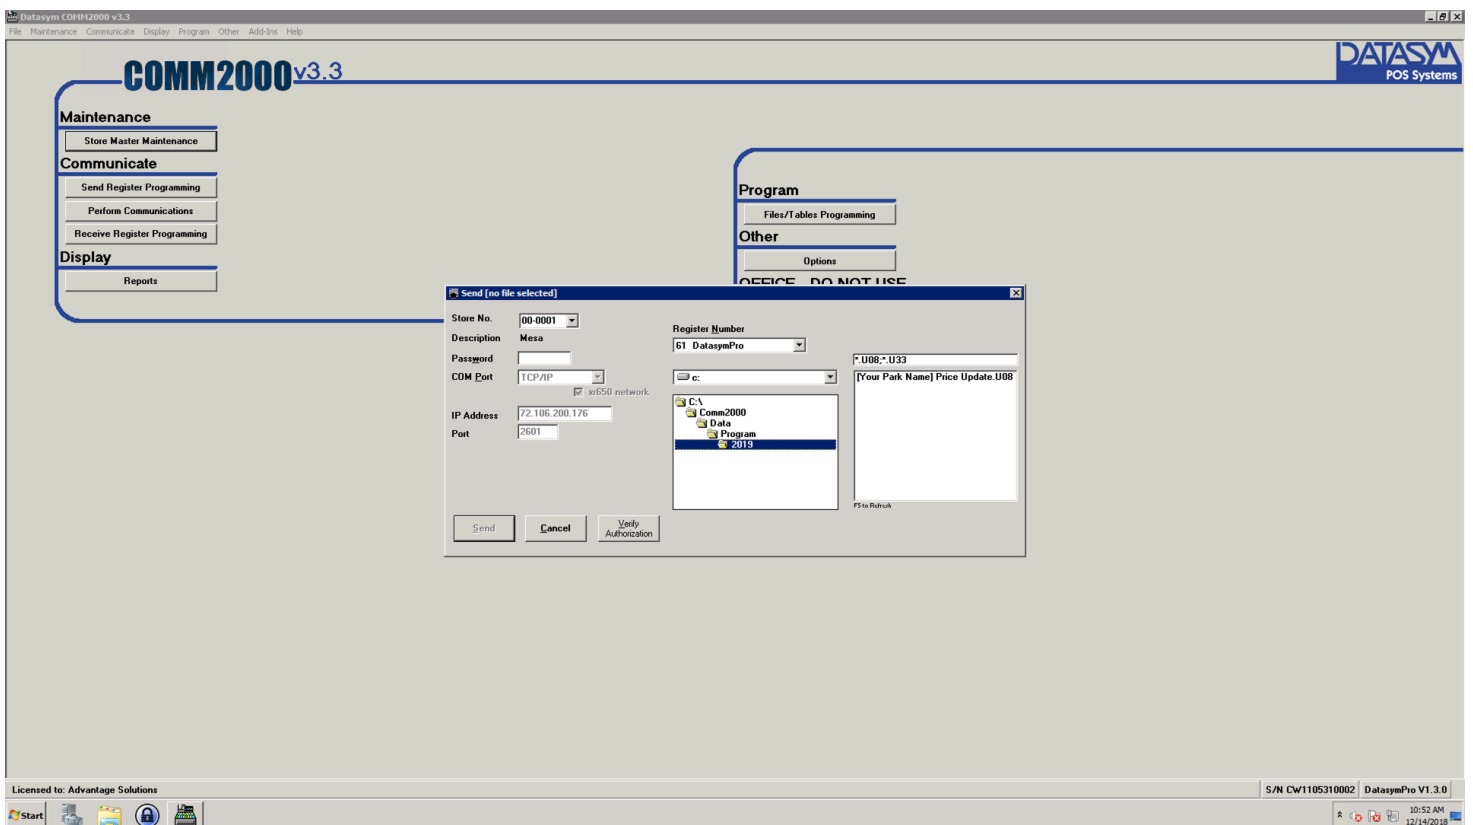 Datasym COMM2000 v3.3
File Maintenance Communicate Display Program Other Add-Ins Help
COMM2000 v3.3
DATASYM
POS Systems
Maintenance
Store Master Maintenance
Communicate
Send Register Programming
Perform Communications
Receive Register Programming
Display
Reports
Program
Files/Tables Programming
Other
Options
OFFICE DO NOT USE
Send [no file selected]
Store No. 00-0001
Description Mesa
Password
COM Port TCP/IP
xr650 network
IP Address 72.106.200.176
Port 2601
Register Number
61 DatasymPro
c:
C:\
Comm2000
Data
Program
2019
*.U08;*.U33
[Your Park Name] Price Update.U08
F5 to Refresh
Send
Cancel
Verify
Authorization
Licensed to: Advantage Solutions
S/N CW1105310002 DatasymPro V1.3.0
Start
10:52 AM
12/14/2018